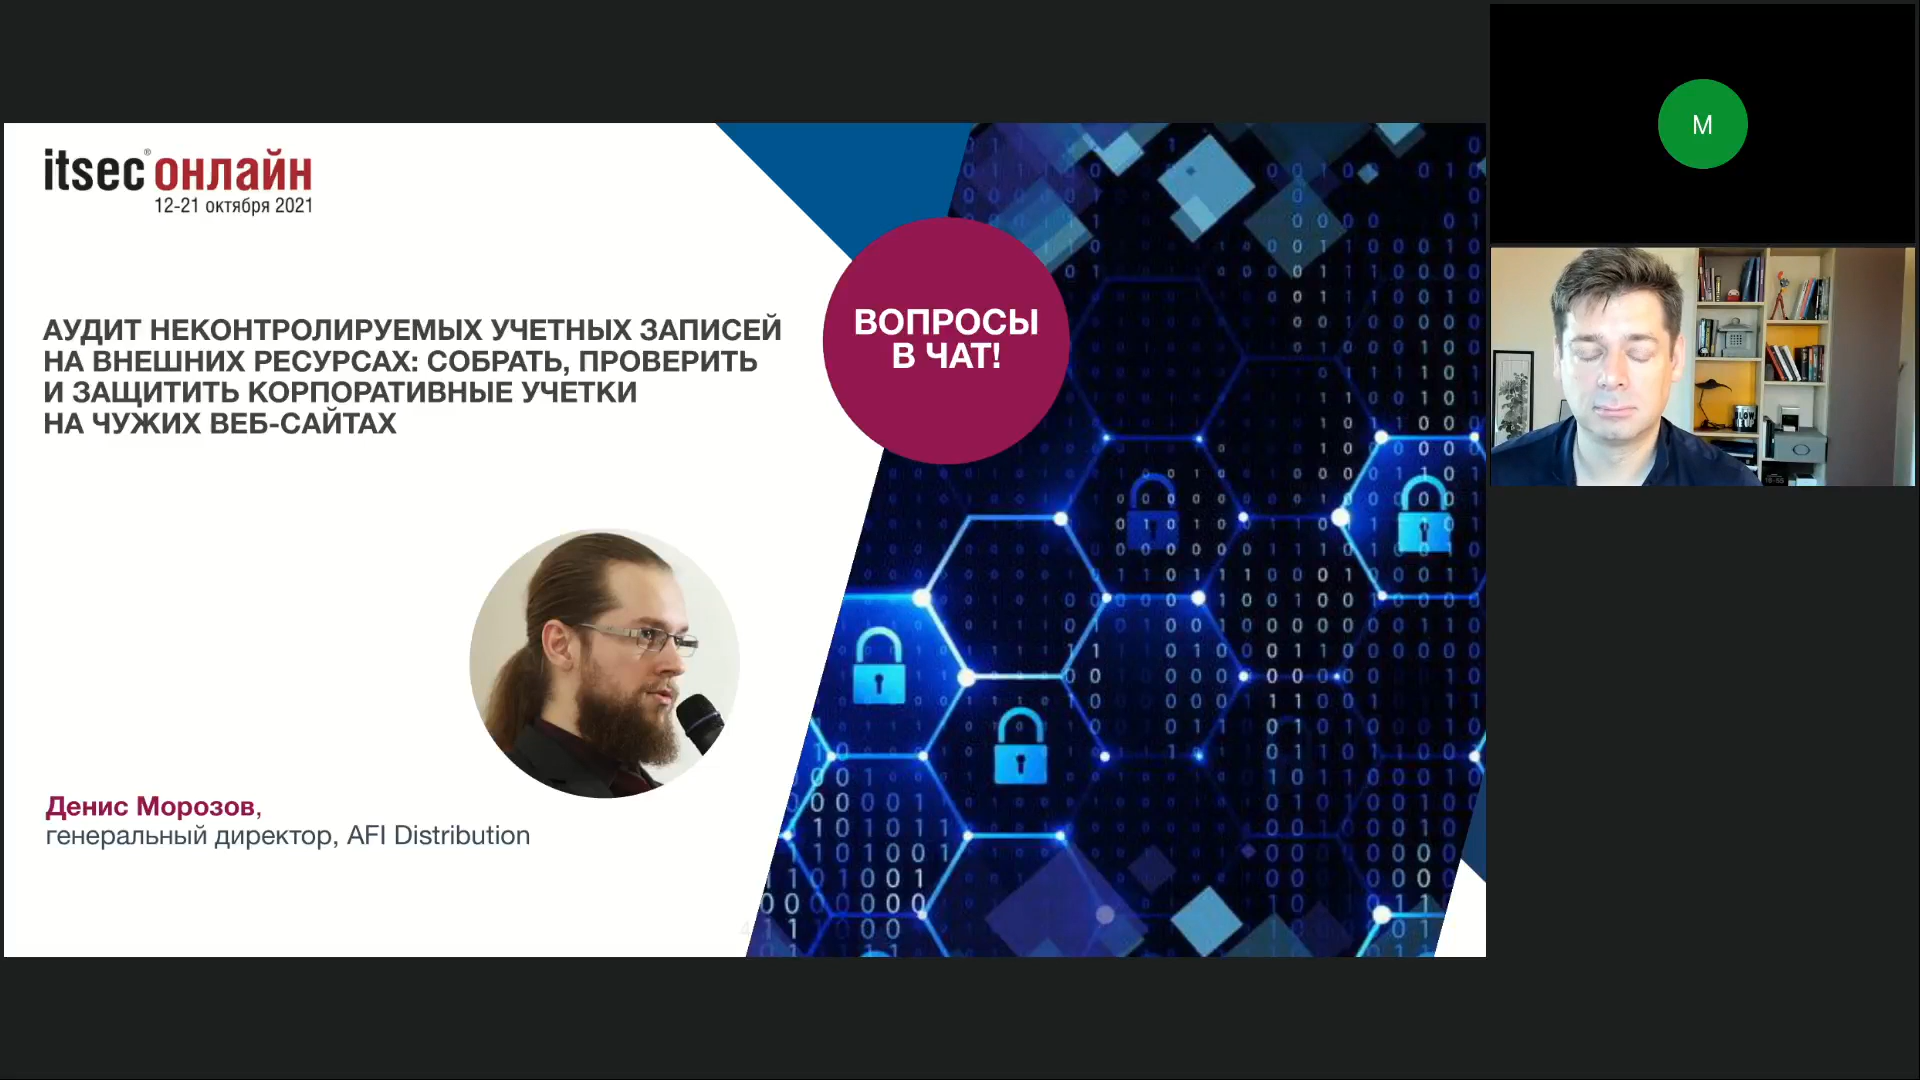 itsec® онлайн
12-21 октября 2021
АУДИТ НЕКОНТРОЛИРУЕМЫХ УЧЕТНЫХ ЗАПИСЕЙ
НА ВНЕШНИХ РЕСУРСАХ: СОБРАТЬ, ПРОВЕРИТЬ
И ЗАЩИТИТЬ КОРПОРАТИВНЫЕ УЧЕТКИ
НА ЧУЖИХ ВЕБ-САЙТАХ
ВОПРОСЫ
В ЧАТ!
Денис Морозов,
генеральный директор, AFI Distribution
М